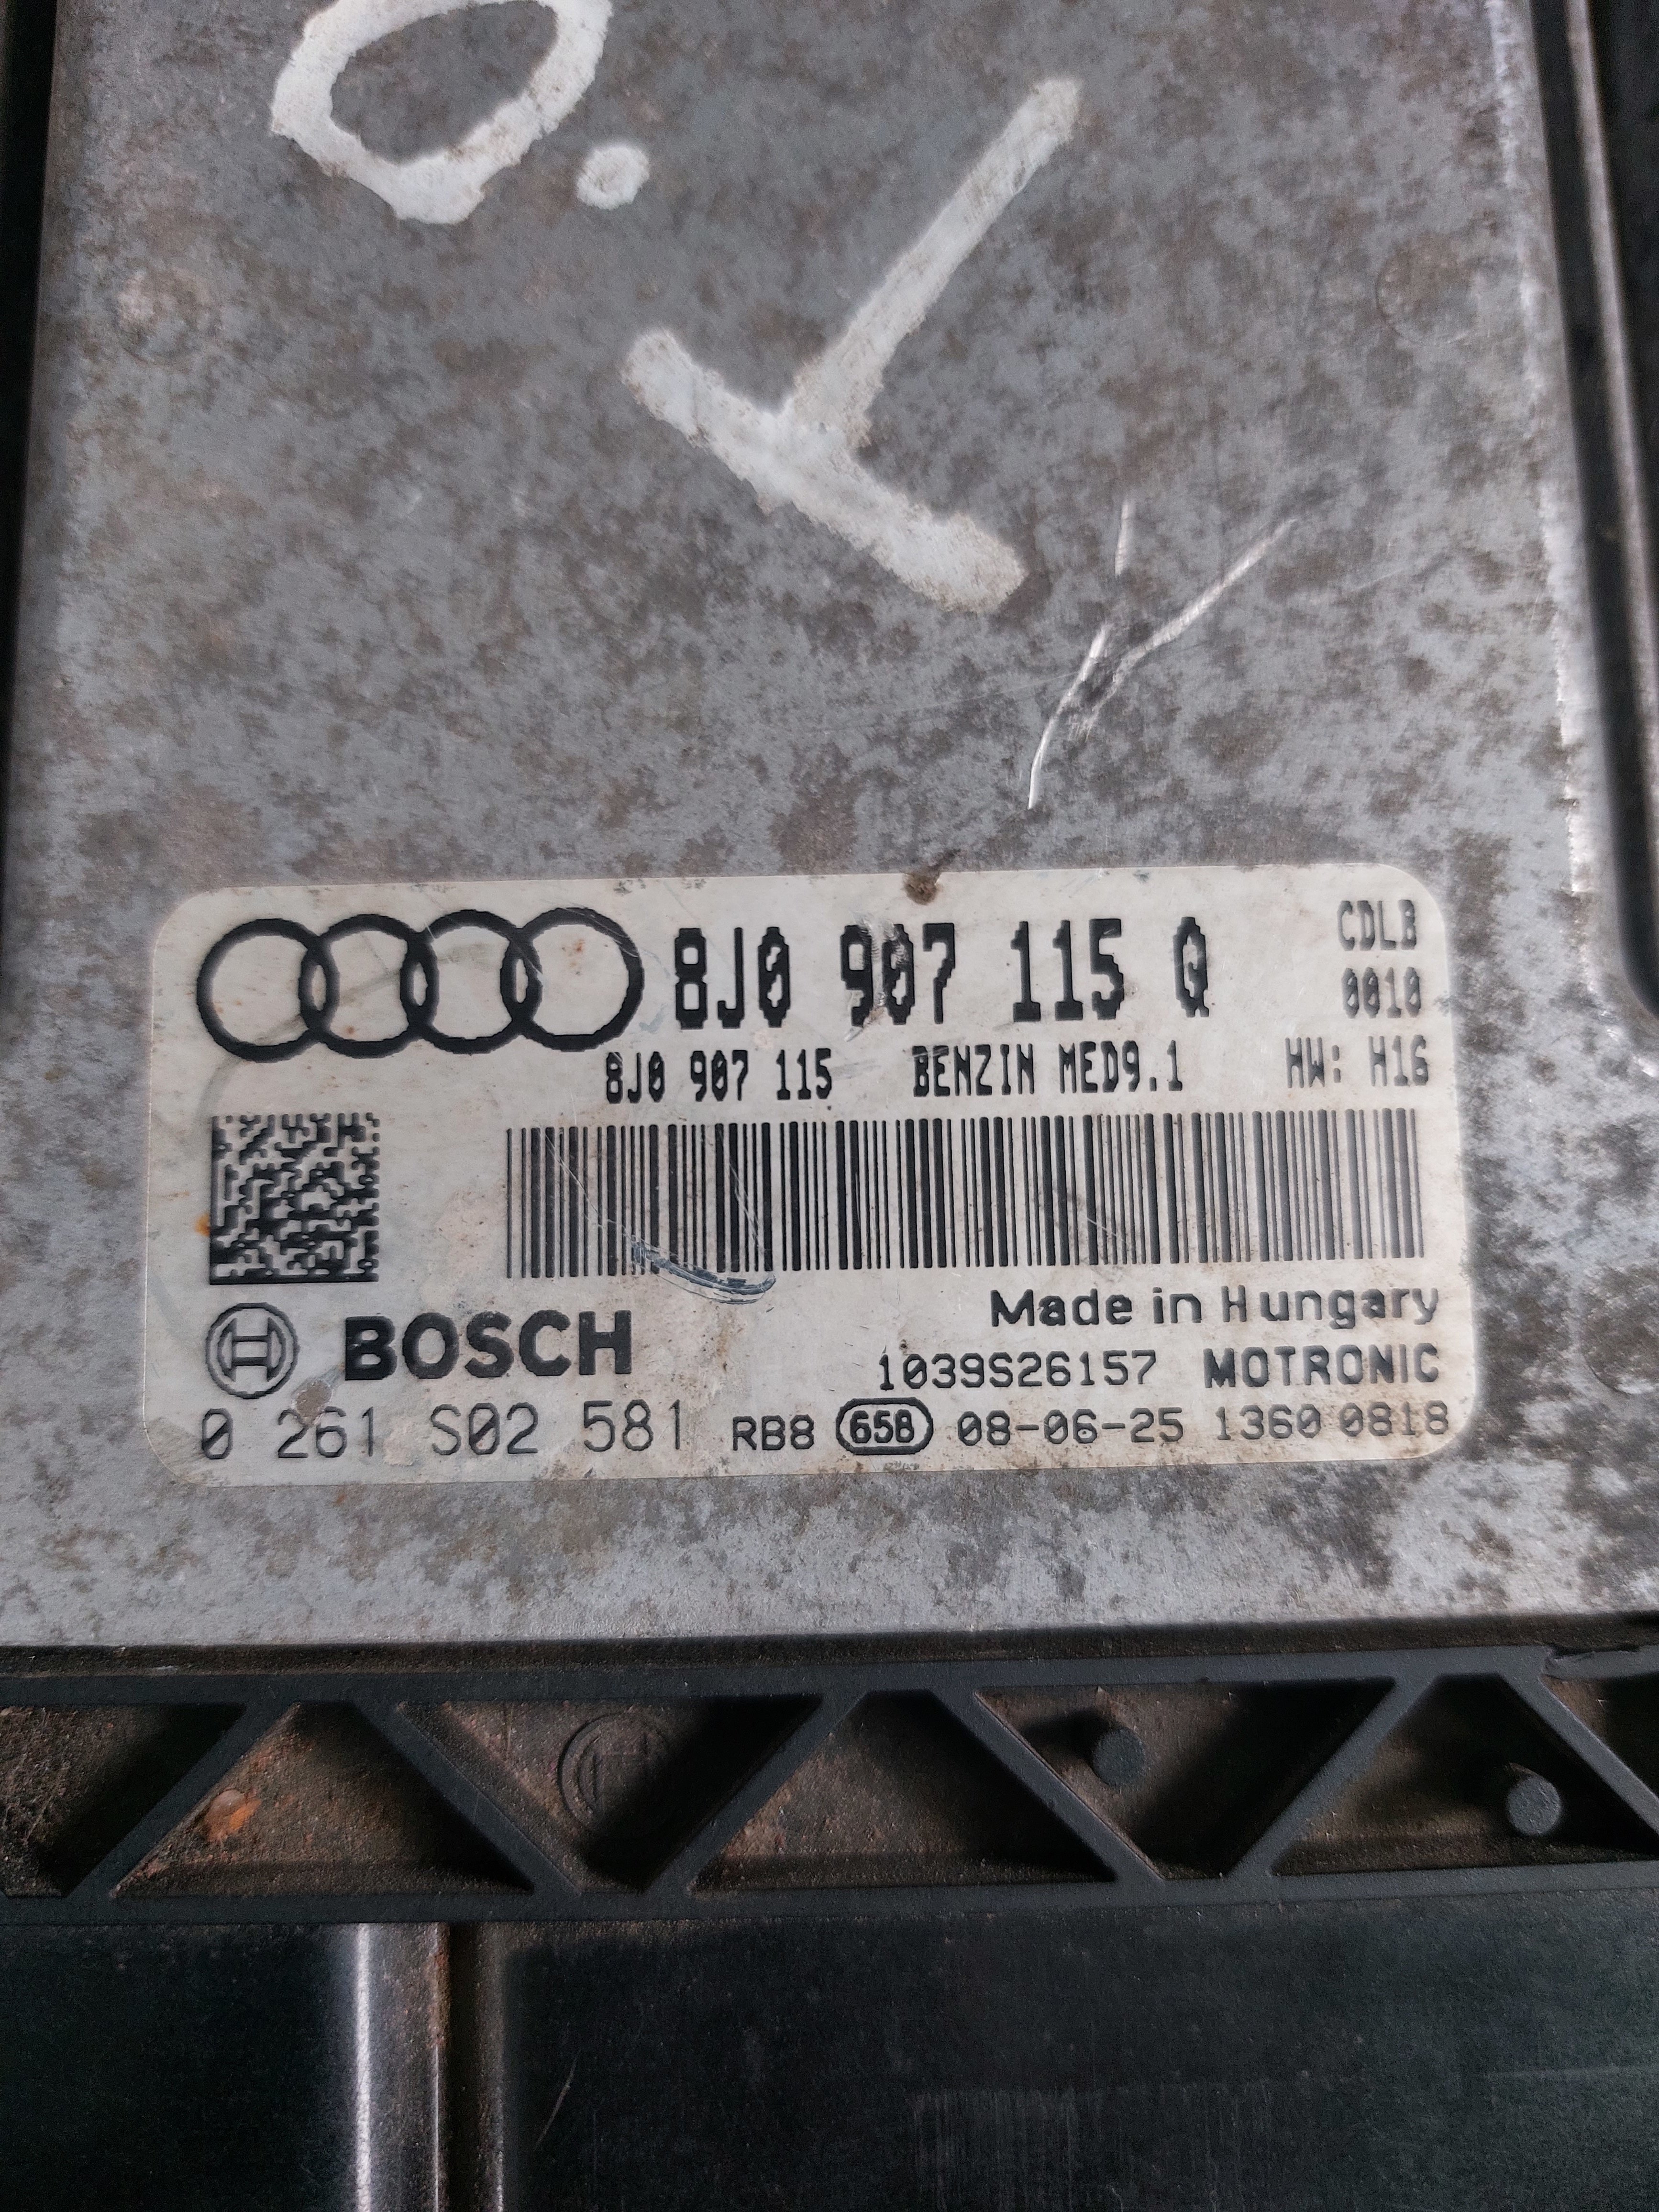 O.T
8J0 907 115 Q
CDLB
0010
8J0 907 115 BENZIN MED9.1 HW: H16
BOSCH
Made in Hungary
1039S26157 MOTRONIC
0 261 S02 581 RB8 658 08-06-25 1360 0818